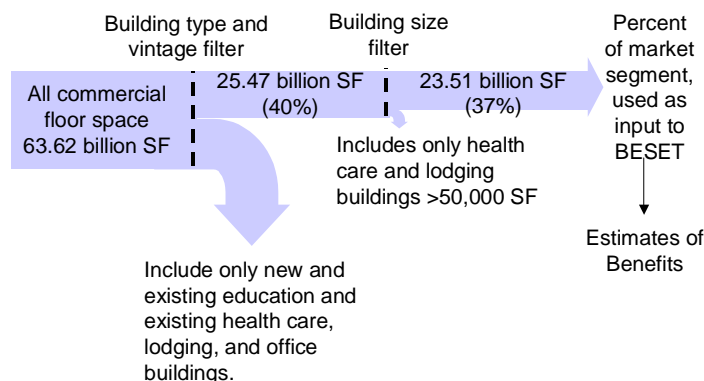 Building type and
vintage filter
Building size
filter
Percent
of market
segment,
used as
input to
BESET
All commercial
floor space
63.62 billion SF
25.47 billion SF
(40%)
23.51 billion SF
(37%)
Includes only health
care and lodging
buildings >50,000 SF
Estimates of
Benefits
Include only new and
existing education and
existing health care,
lodging, and office
buildings.